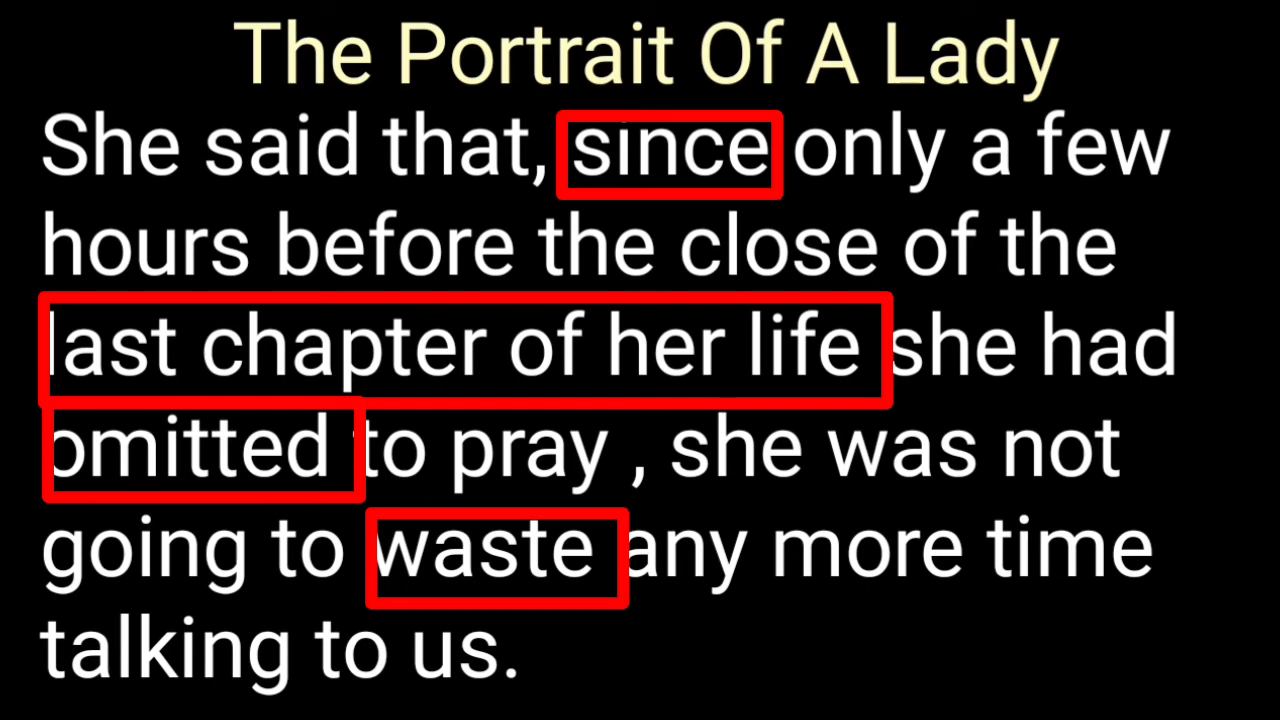 The Portrait Of A Lady
She said that, since only a few
hours before the close of the
last chapter of her life she had
omitted to pray , she was not
going to waste any more time
talking to us.